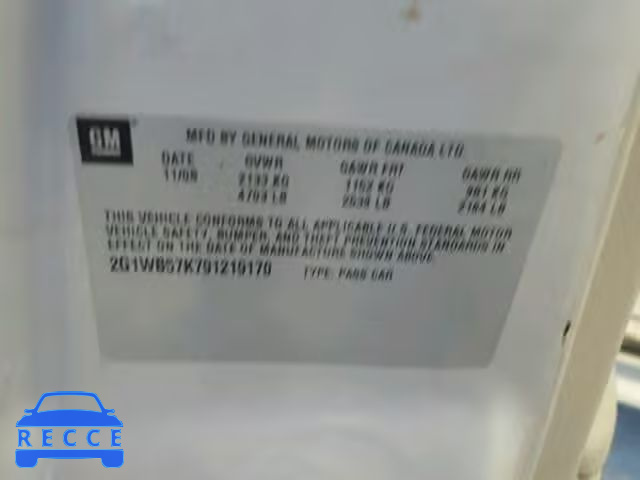 GM
MFD BY GENERAL MOTORS OF CANADA LTD
DATE GVWR GAWR FRT GAWR RR
11/08 2133 KG 1152 KG 981 KG
4703 LB 2539 LB 2164 LB
THIS VEHICLE CONFORMS TO ALL APPLICABLE U.S. FEDERAL MOTOR
VEHICLE SAFETY, BUMPER, AND THEFT PREVENTION STANDARDS IN
EFFECT ON THE DATE OF MANUFACTURE SHOWN ABOVE
2G1WB57K791219170 TYPE: PASS CAR
RECCE